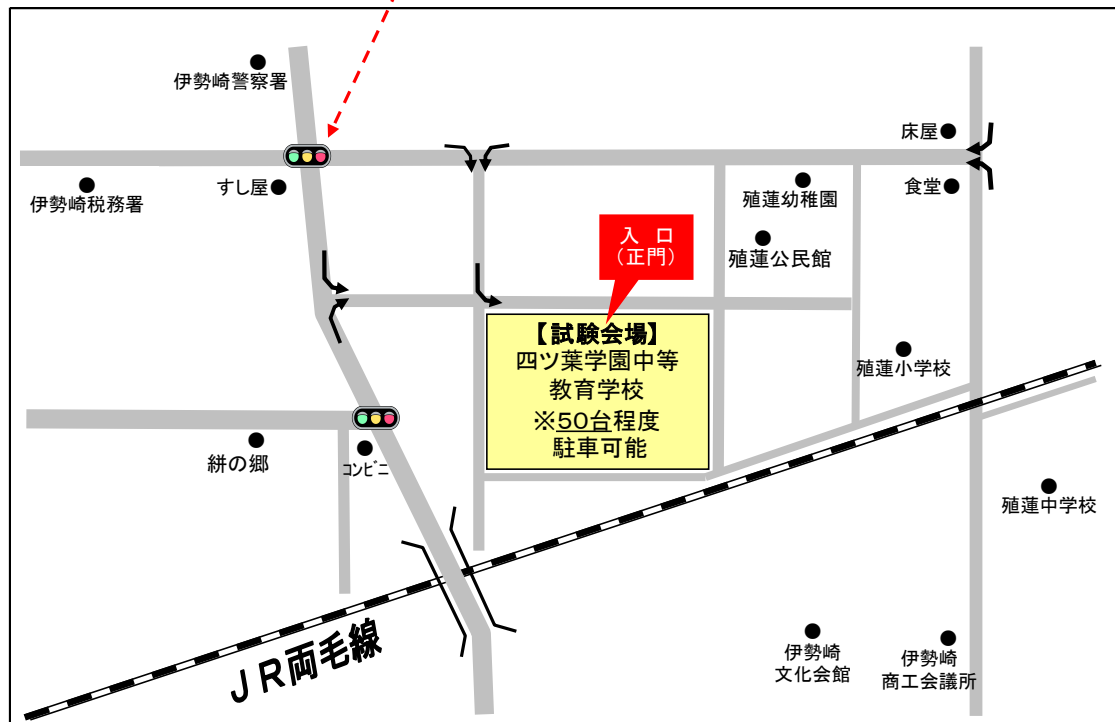 伊勢崎警察署
床屋
伊勢崎税務署
すし屋
殖蓮幼稚園
食堂
入 口
(正門)
殖蓮公民館
【試験会場】
四ツ葉学園中等
教育学校
※50台程度
駐車可能
殖蓮小学校
絣の郷
コンビニ
殖蓮中学校
JR両毛線
伊勢崎
文化会館
伊勢崎
商工会議所